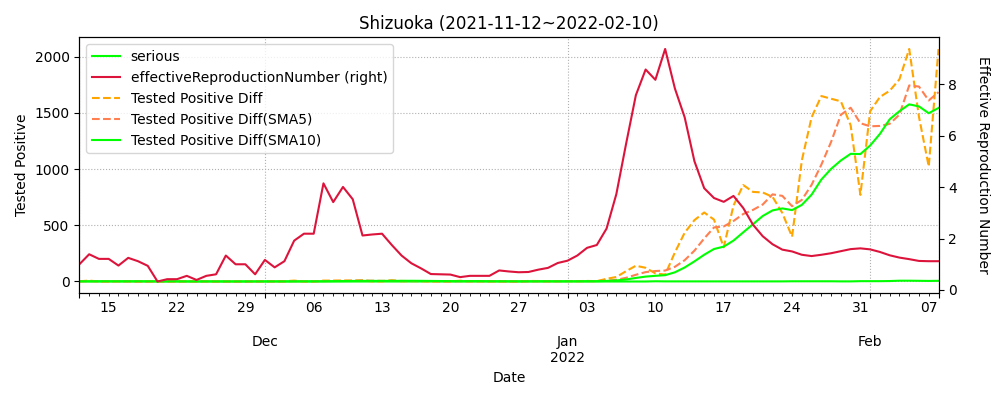 Shizuoka (2021-11-12~2022-02-10)
serious
effectiveReproductionNumber (right)
Tested Positive Diff
Tested Positive Diff(SMA5)
Tested Positive Diff(SMA10)
Tested Positive
2000
1500
1000
500
0
Effective Reproduction Number
8
6
4
2
0
15 22 29 06 13 20 27 03 10 17 24 31 07
Dec Jan Feb
2022
Date